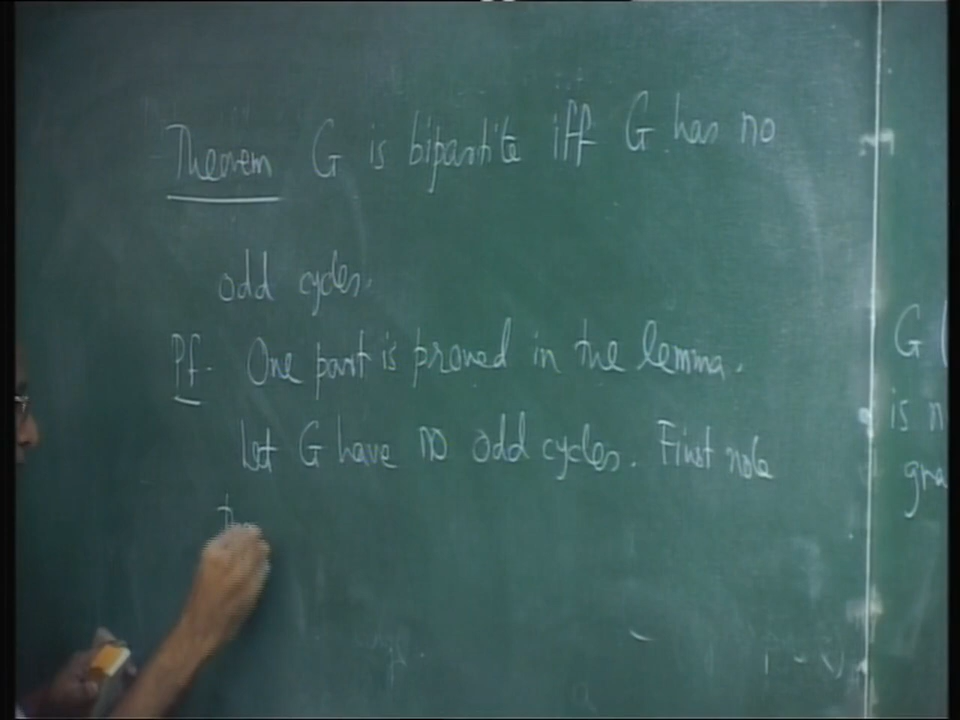 Theorem G is bipartite iff G has no
odd cycles.
Pf. One part is proved in the lemma.
Let G have no odd cycles. First note
G (
is n
gra